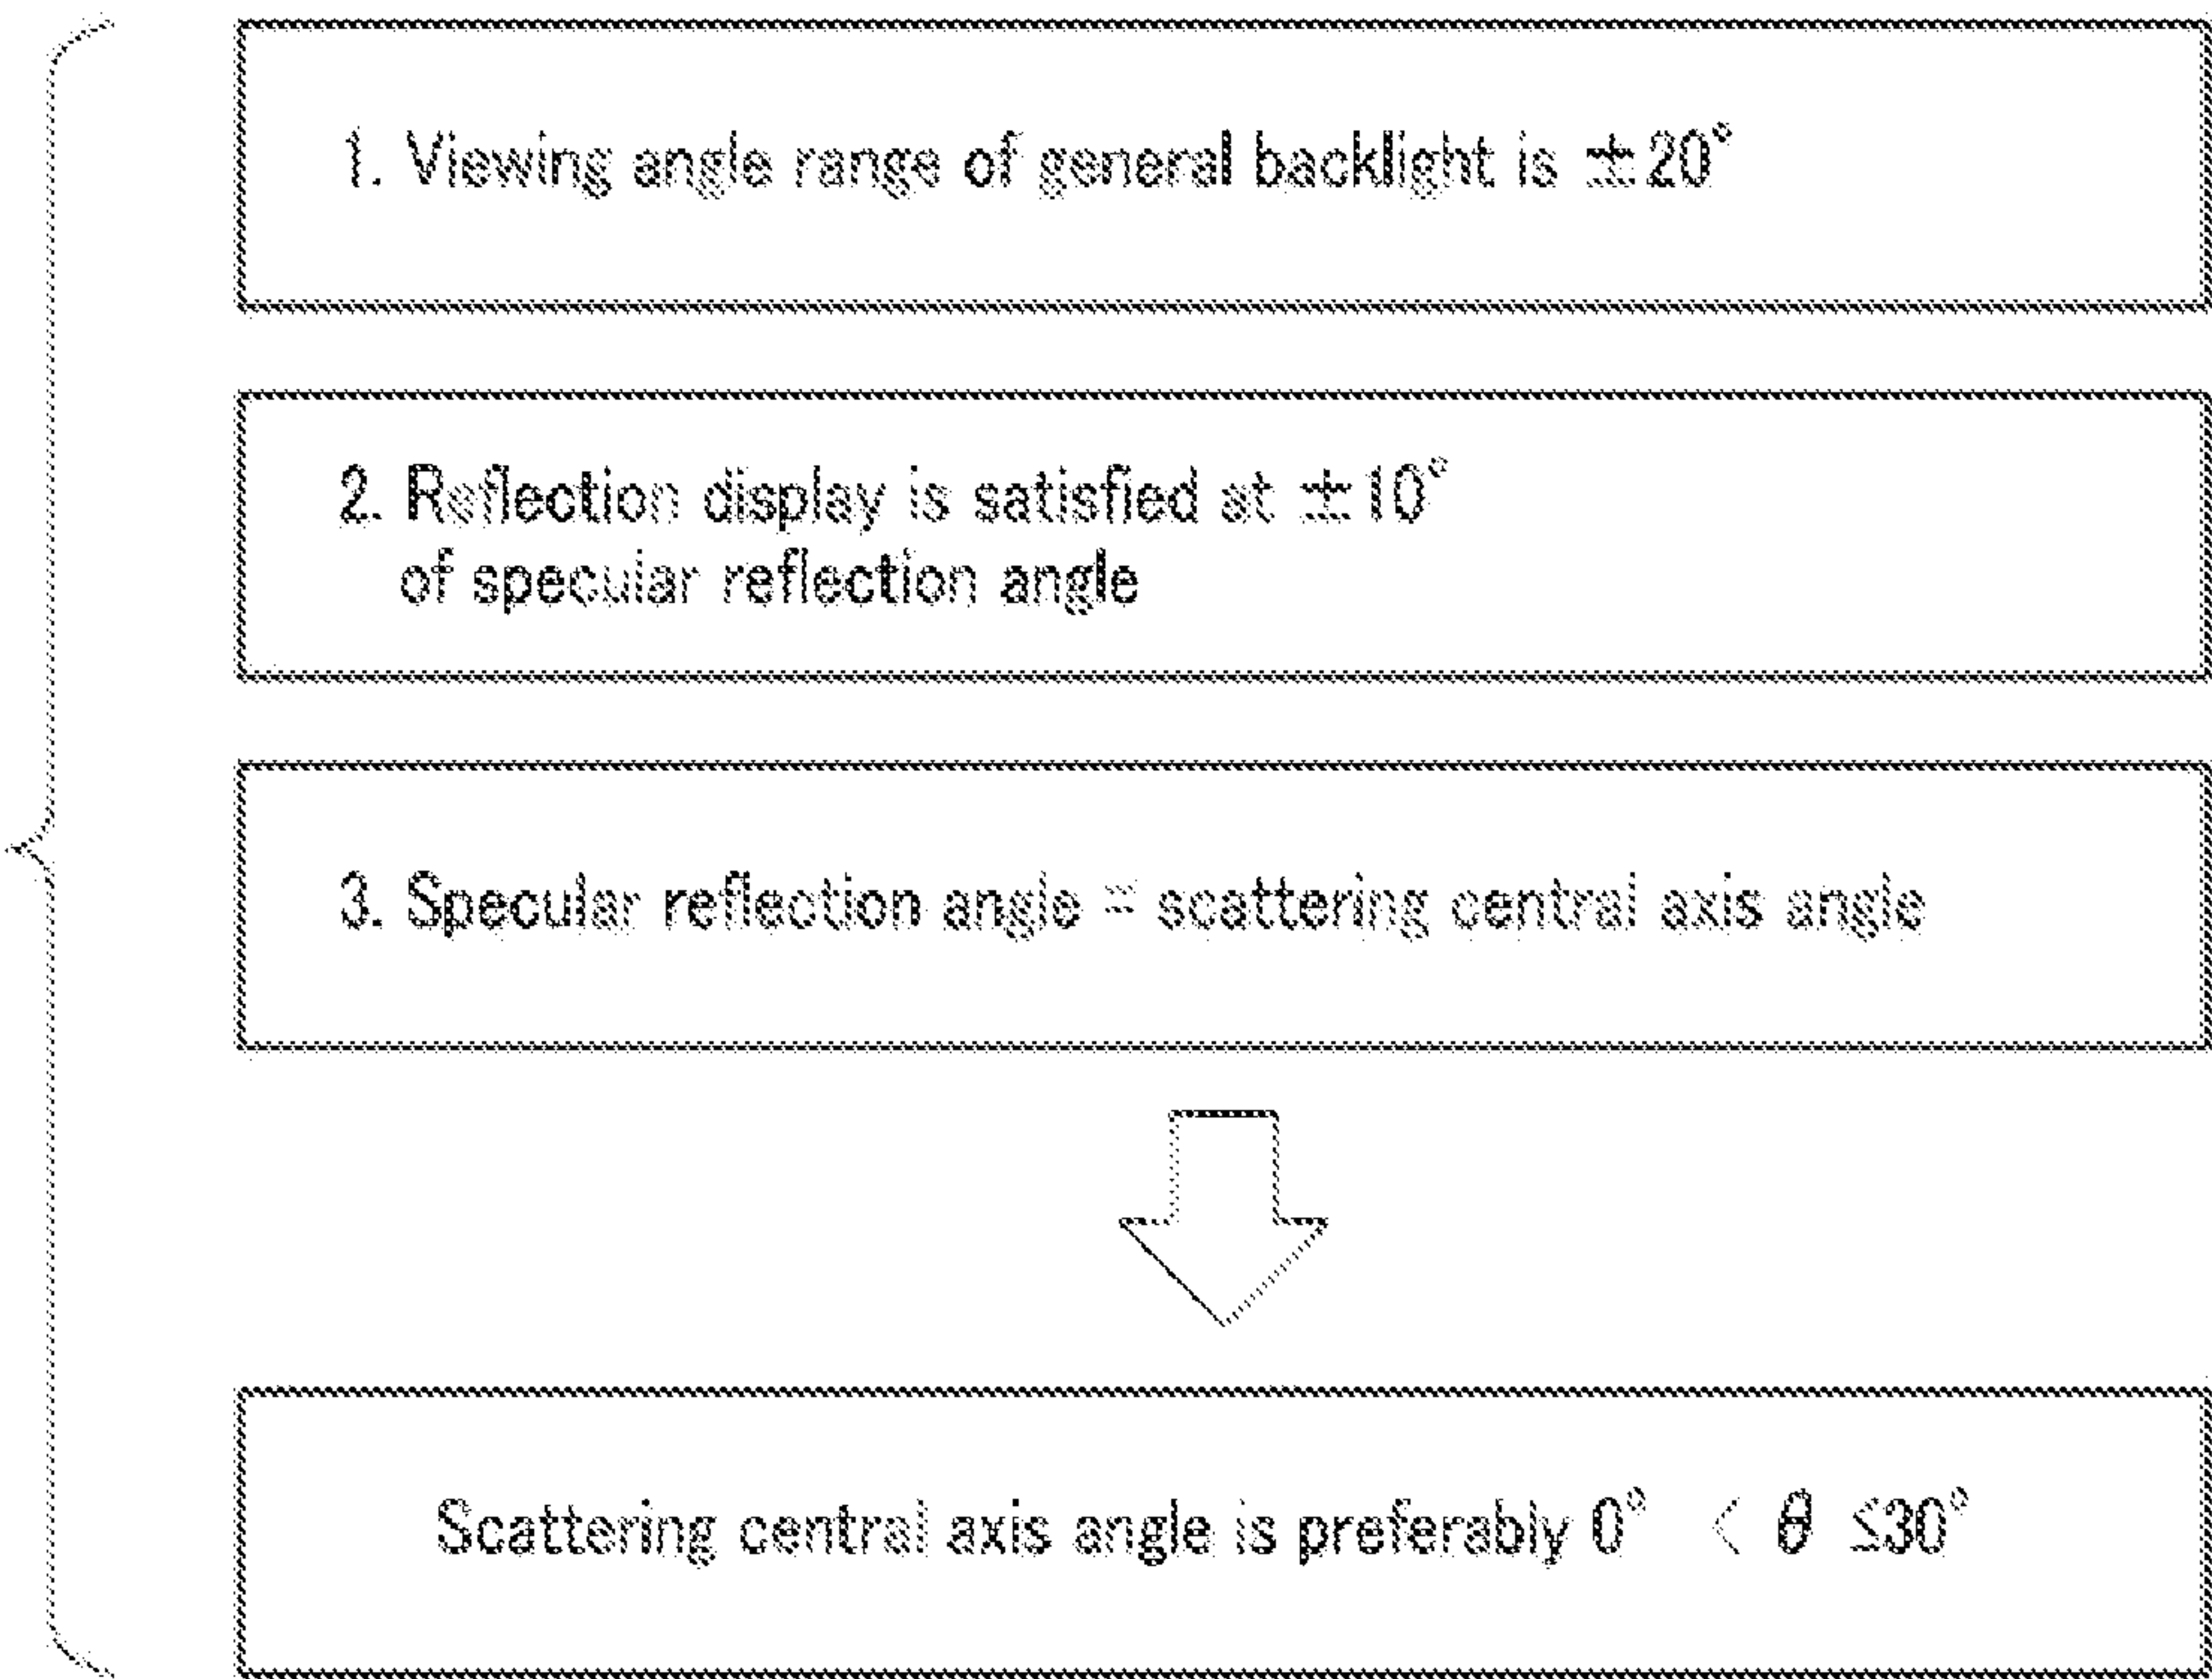 1. Viewing angle range of general backlight is ±20°
2. Reflection display is satisfied at ±10°
of specular reflection angle
3. Specular reflection angle = scattering central axis angle
Scattering central axis angle is preferably 0° < θ ≤30°